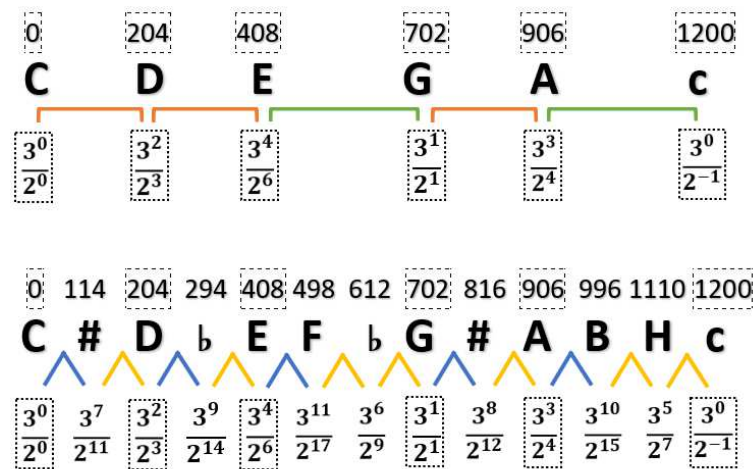 0 204 408 702 906 1200
C D E G A c
3⁰/2⁰ 3²/2³ 3⁴/2⁶ 3¹/2¹ 3³/2⁴ 3⁰/2⁻¹
0 114 204 294 408 498 612 702 816 906 996 1110 1200
C # D ♭ E F ♭ G # A B H c
3⁰/2⁰ 3⁷/2¹¹ 3²/2³ 3⁹/2¹⁴ 3⁴/2⁶ 3¹¹/2¹⁷ 3⁶/2⁹ 3¹/2¹ 3⁸/2¹² 3³/2⁴ 3¹⁰/2¹⁵ 3⁵/2⁷ 3⁰/2⁻¹